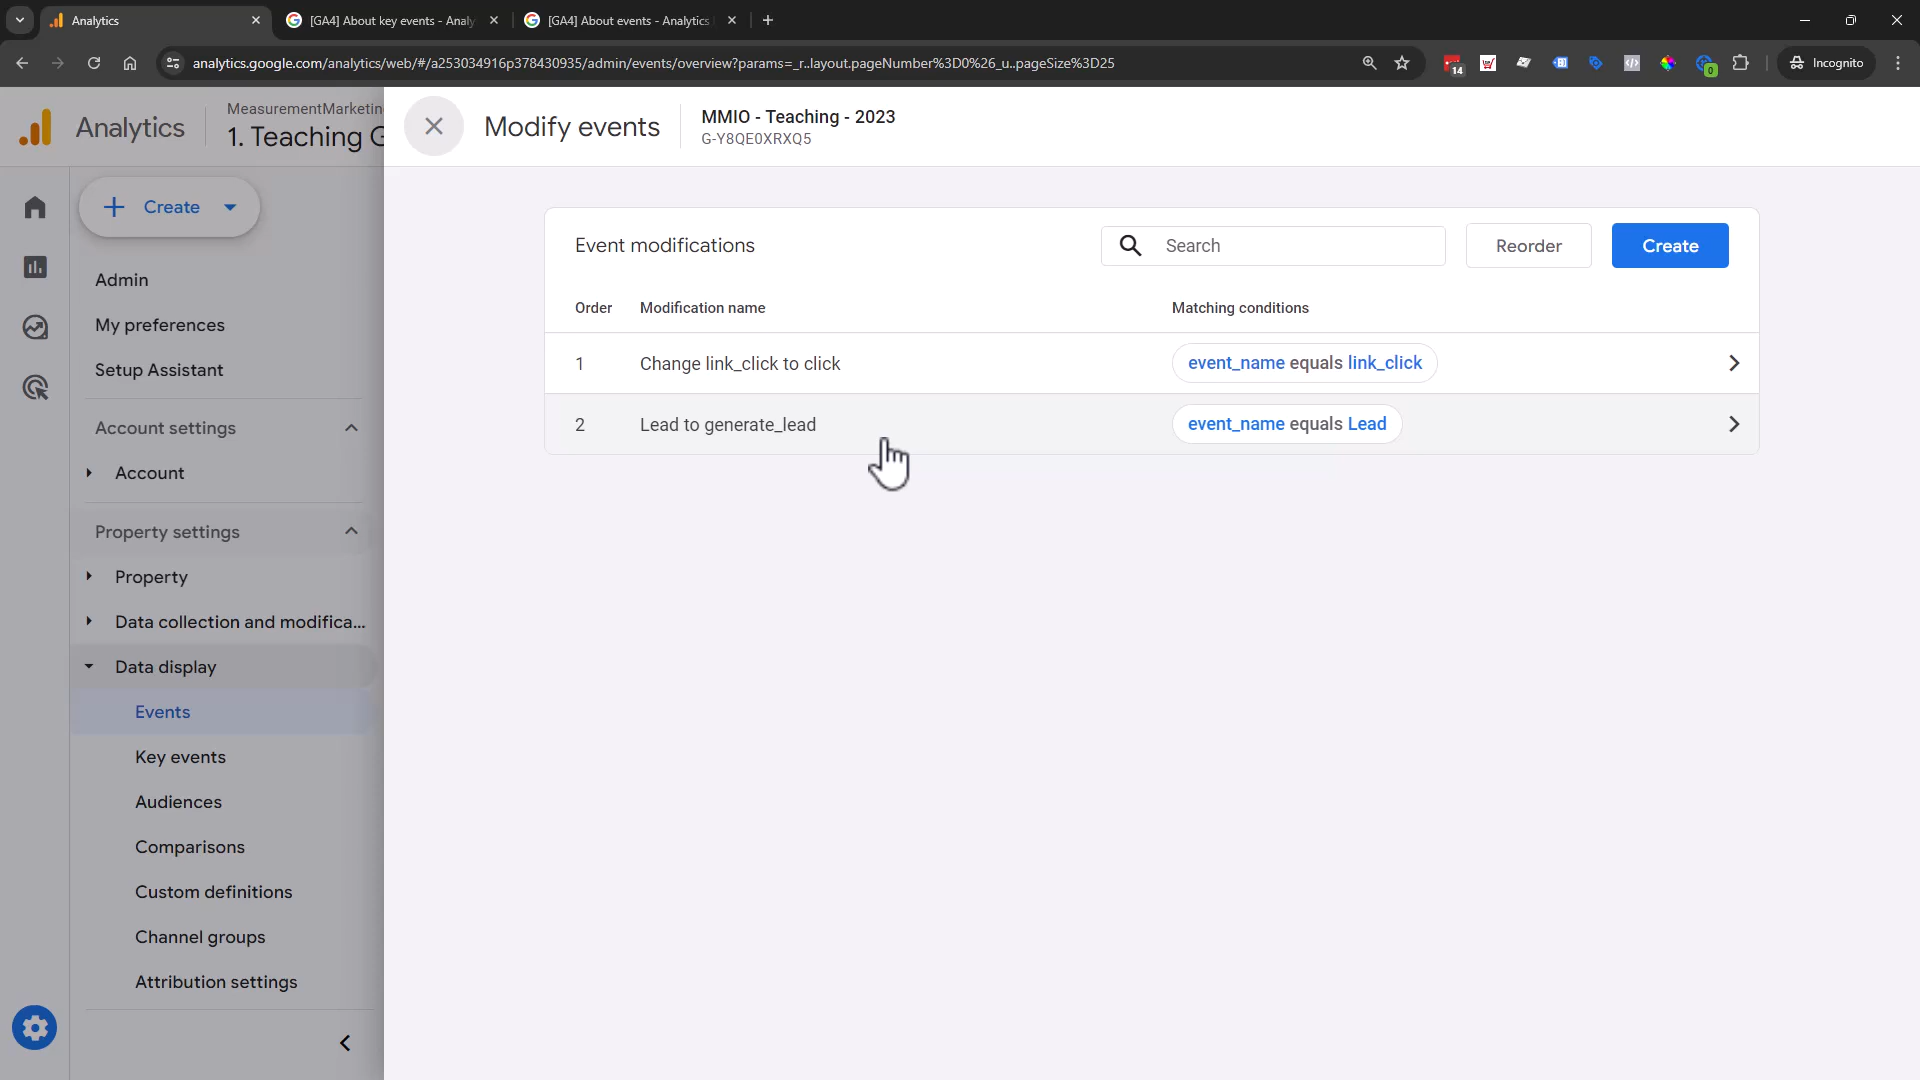 Analytics
[GA4] About key events - Analy
[GA4] About events - Analytics
analytics.google.com/analytics/web/#/a253034916p378430935/admin/events/overview?params=_r..layout.pageNumber%3D0%26_u..pageSize%3D25
14
0
Incognito
Analytics
MeasurementMarketin
1. Teaching G
Modify events
MMIO - Teaching - 2023
G-Y8QE0XRXQ5
Create
Admin
My preferences
Setup Assistant
Account settings
Account
Property settings
Property
Data collection and modifica...
Data display
Events
Key events
Audiences
Comparisons
Custom definitions
Channel groups
Attribution settings
Event modifications
Search
Reorder
Create
Order Modification name Matching conditions
1 Change link_click to click event_name equals link_click
2 Lead to generate_lead event_name equals Lead